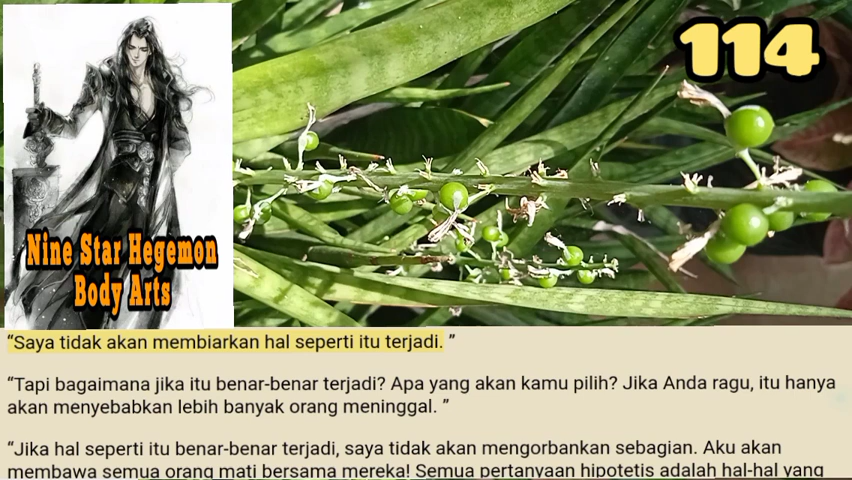 114
Nine Star Hegemon
Body Arts
“Saya tidak akan membiarkan hal seperti itu terjadi. ”
“Tapi bagaimana jika itu benar-benar terjadi? Apa yang akan kamu pilih? Jika Anda ragu, itu hanya
akan menyebabkan lebih banyak orang meninggal. ”
“Jika hal seperti itu benar-benar terjadi, saya tidak akan mengorbankan sebagian. Aku akan
membawa semua orang mati bersama mereka! Semua pertanyaan hipotetis adalah hal-hal yang